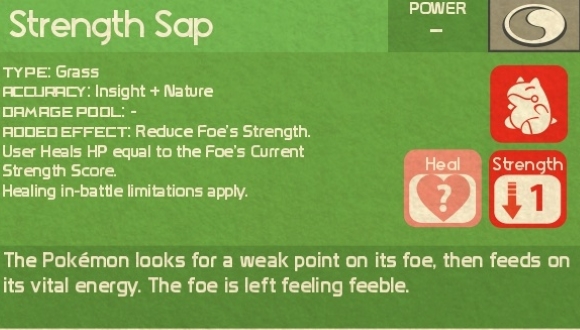 Strength Sap
POWER
–
TYPE: Grass
ACCURACY: Insight + Nature
DAMAGE POOL: -
ADDED EFFECT: Reduce Foe's Strength.
User Heals HP equal to the Foe's Current
Strength Score.
Healing in-battle limitations apply.
Heal
?
Strength
1
The Pokémon looks for a weak point on its foe, then feeds on
its vital energy. The foe is left feeling feeble.